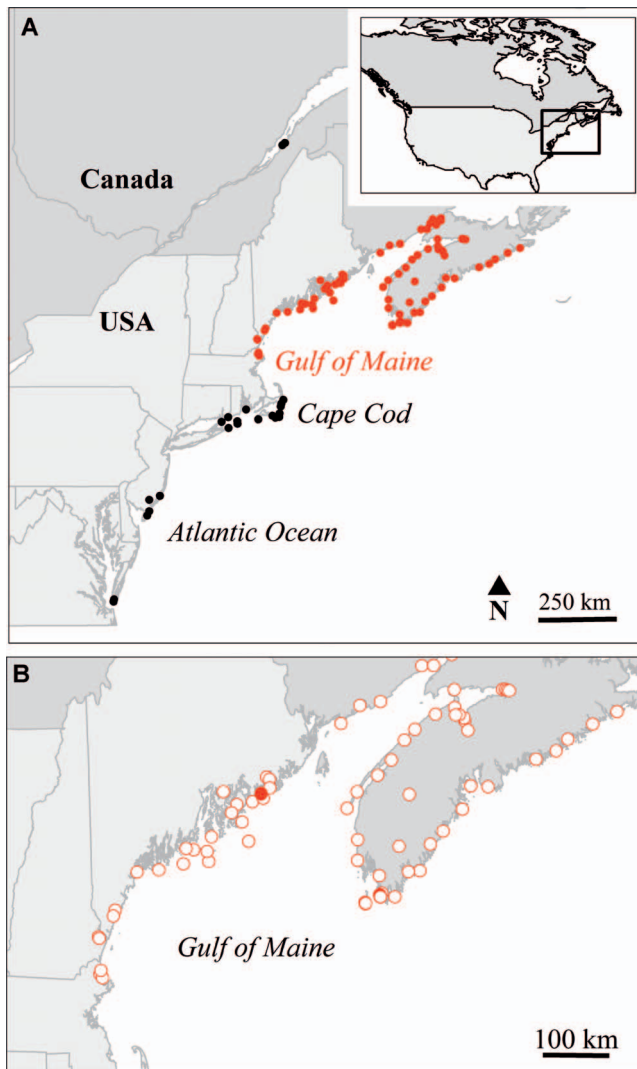 A
Canada
USA
Gulf of Maine
Cape Cod
Atlantic Ocean
N
250 km
B
Gulf of Maine
100 km